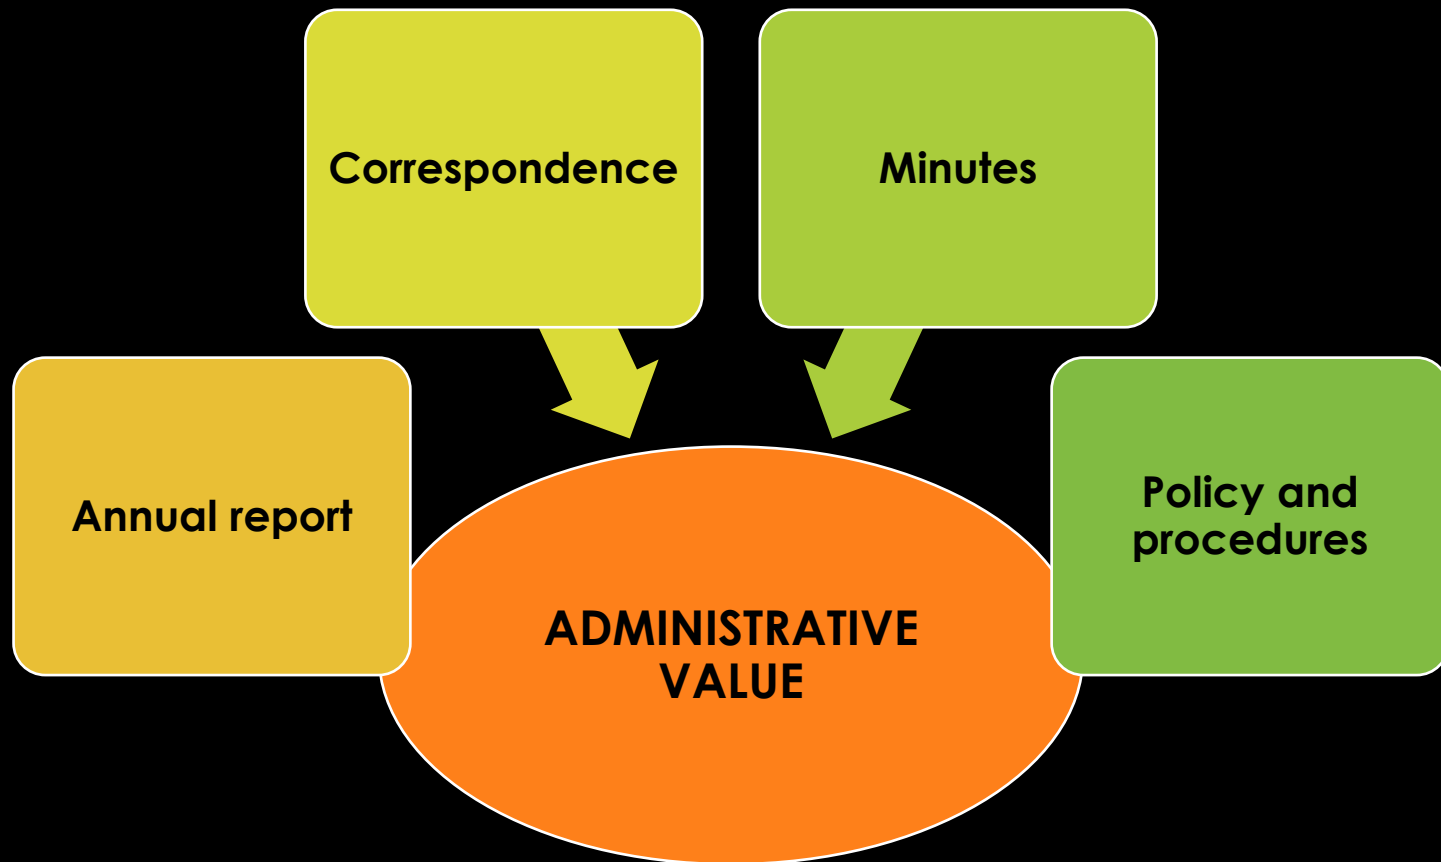 Correspondence
Minutes
Annual report
Policy and
procedures
ADMINISTRATIVE
VALUE